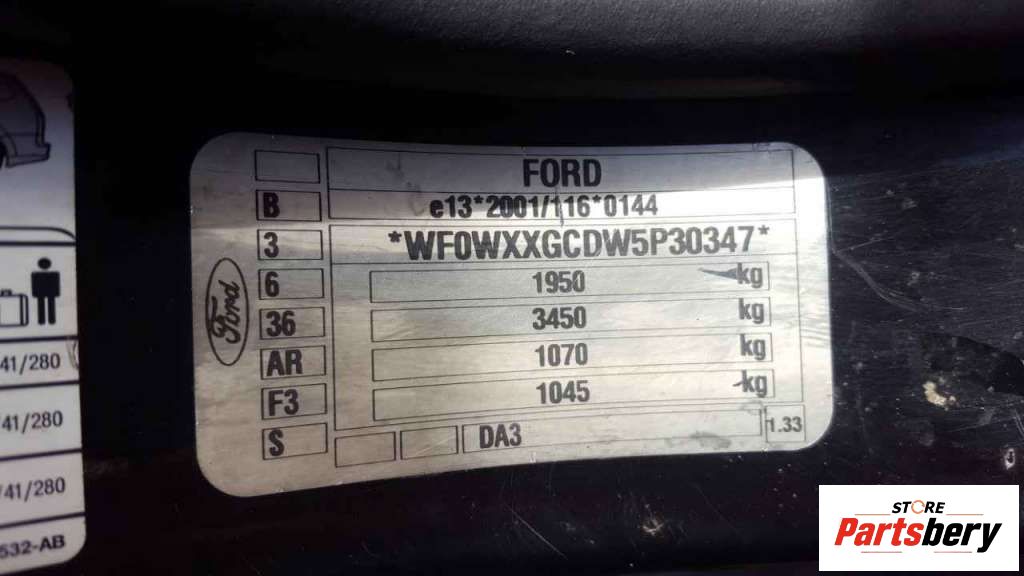 FORD
B e13*2001/116*0144
3 *WF0WXXGCDW5P30347*
6 1950 kg
36 3450 kg
AR 1070 kg
F3 1045 kg
S DA3 1.33
Ford
41/280
41/280
/41/280
532-AB
STORE
Partsbery